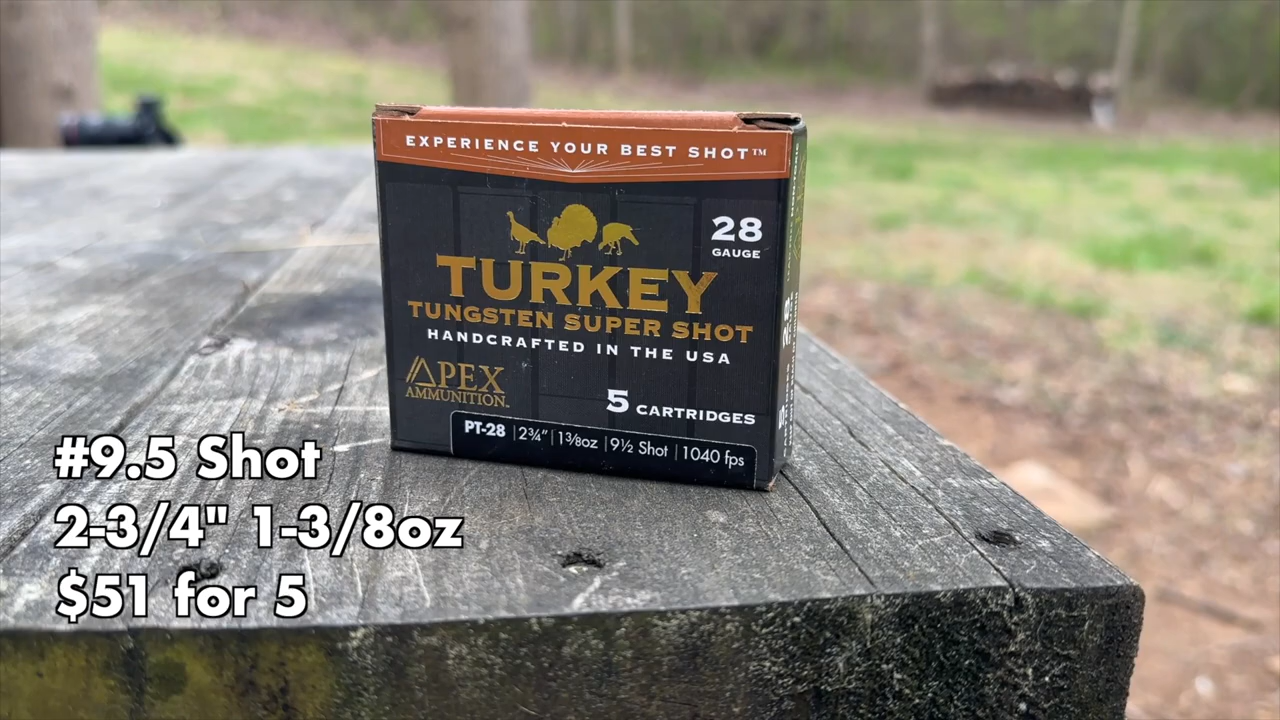 EXPERIENCE YOUR BEST SHOT™
28
GAUGE
TURKEY
TUNGSTEN SUPER SHOT
HANDCRAFTED IN THE USA
APEX
AMMUNITION™
5 CARTRIDGES
PT-28 | 2¾" | 1⅜oz | 9½ Shot | 1040 fps
#9.5 Shot
2-3/4" 1-3/8oz
$51 for 5